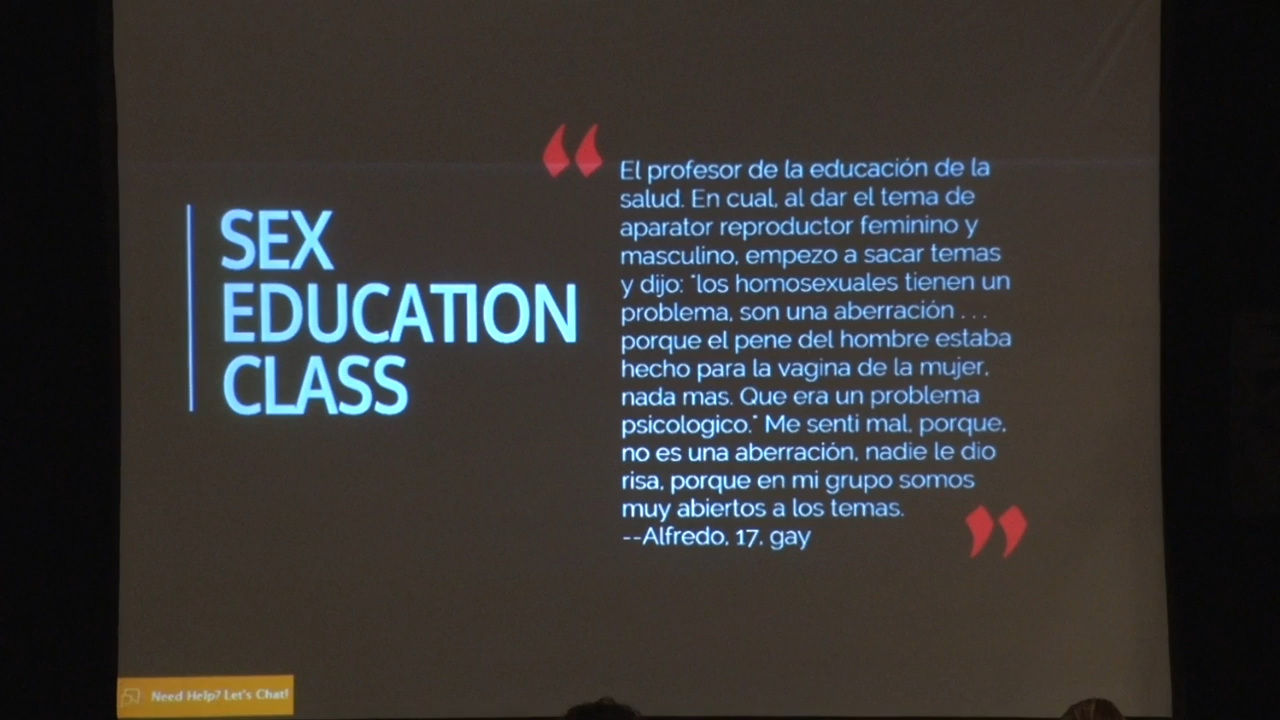 SEX
EDUCATION
CLASS
“
El profesor de la educación de la
salud. En cual, al dar el tema de
aparator reproductor feminino y
masculino, empezo a sacar temas
y dijo: "los homosexuales tienen un
problema, son una aberración . . .
porque el pene del hombre estaba
hecho para la vagina de la mujer,
nada mas. Que era un problema
psicologico." Me senti mal, porque,
no es una aberración, nadie le dio
risa, porque en mi grupo somos
muy abiertos a los temas.
--Alfredo, 17, gay
”
Need Help? Let's Chat!